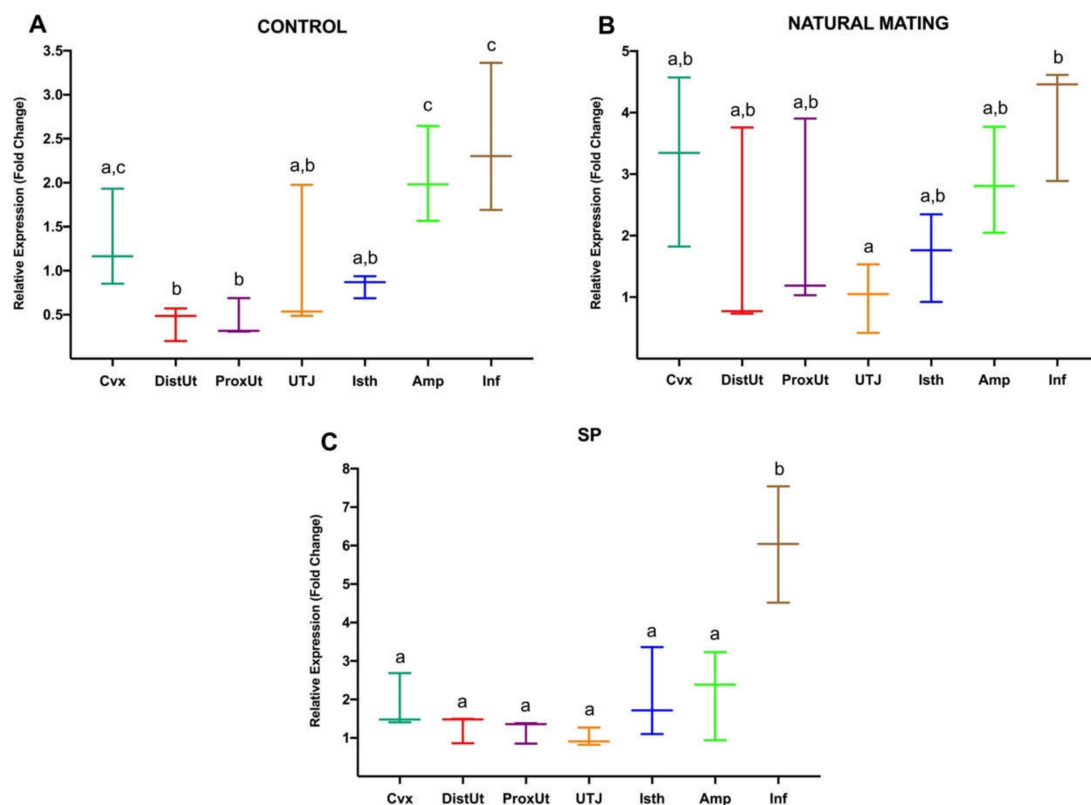 A
CONTROL
Relative Expression (Fold Change)
3.5
3.0
2.5
2.0
1.5
1.0
0.5
a,c
b
b
a,b
a,b
c
c
Cvx DistUt ProxUt UTJ Isth Amp Inf
B
NATURAL MATING
Relative Expression (Fold Change)
5
4
3
2
1
a,b
a,b
a,b
a
a,b
a,b
b
Cvx DistUt ProxUt UTJ Isth Amp Inf
C
SP
Relative Expression (Fold Change)
8
7
6
5
4
3
2
1
a
a
a
a
a
a
b
Cvx DistUt ProxUt UTJ Isth Amp Inf